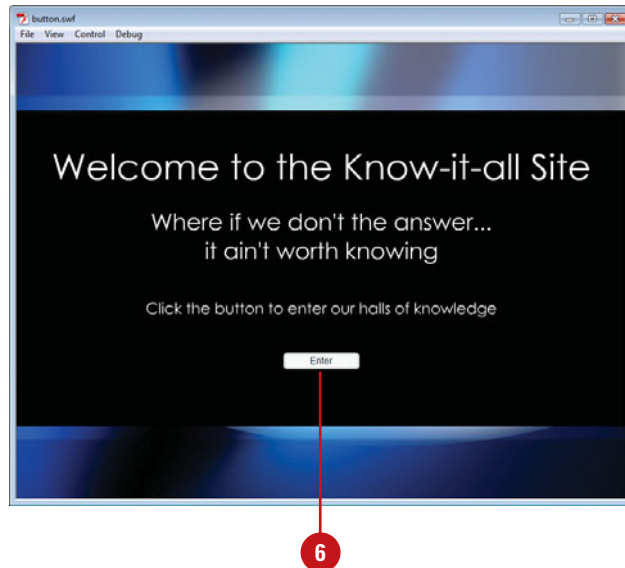 button.swf
File View Control Debug
Welcome to the Know-it-all Site
Where if we don't the answer...
it ain't worth knowing
Click the button to enter our halls of knowledge
Enter
6